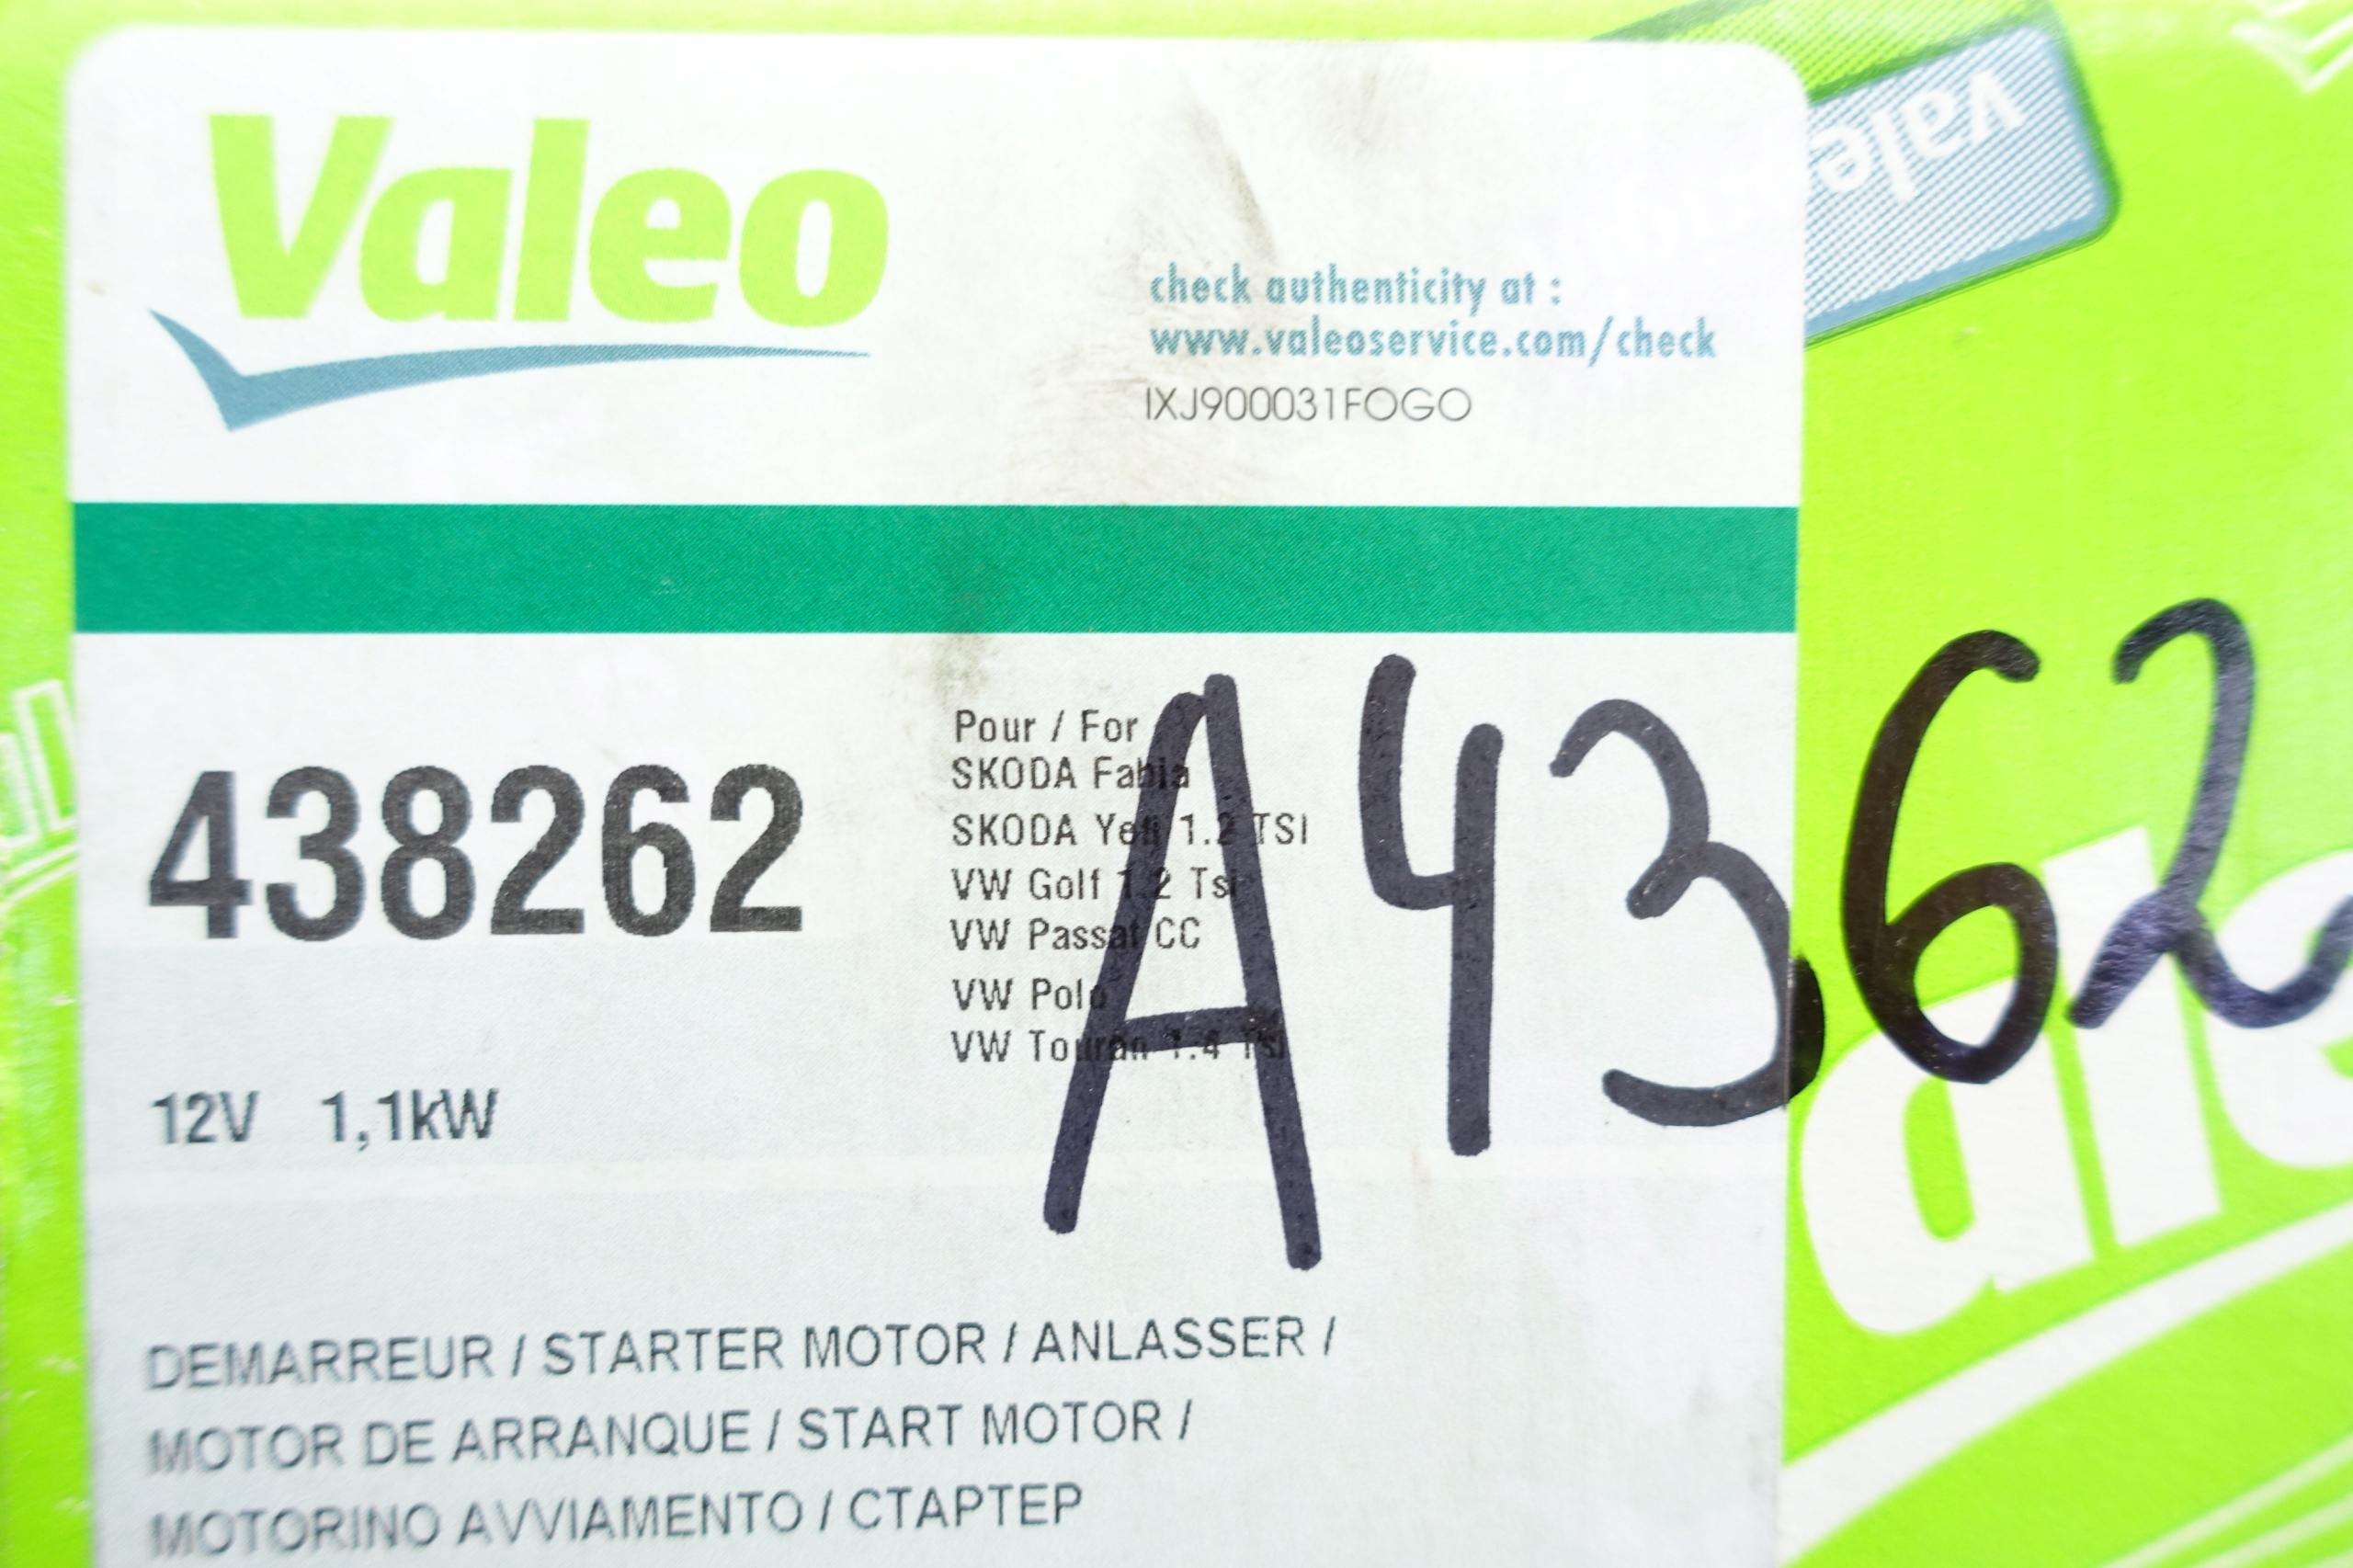 Valeo
vale
check authenticity at :
www.valeoservice.com/check
IXJ900031FOGO
438262
Pour / For
SKODA Fabia
SKODA Yeti 1.2 TSI
VW Golf 1.2 Tsi
VW Passat CC
VW Polo
VW Touran 1.4 Tsi
A4362
12V 1,1kW
ale
DEMARREUR / STARTER MOTOR / ANLASSER /
MOTOR DE ARRANQUE / START MOTOR /
MOTORINO AVVIAMENTO / СТАРТЕР